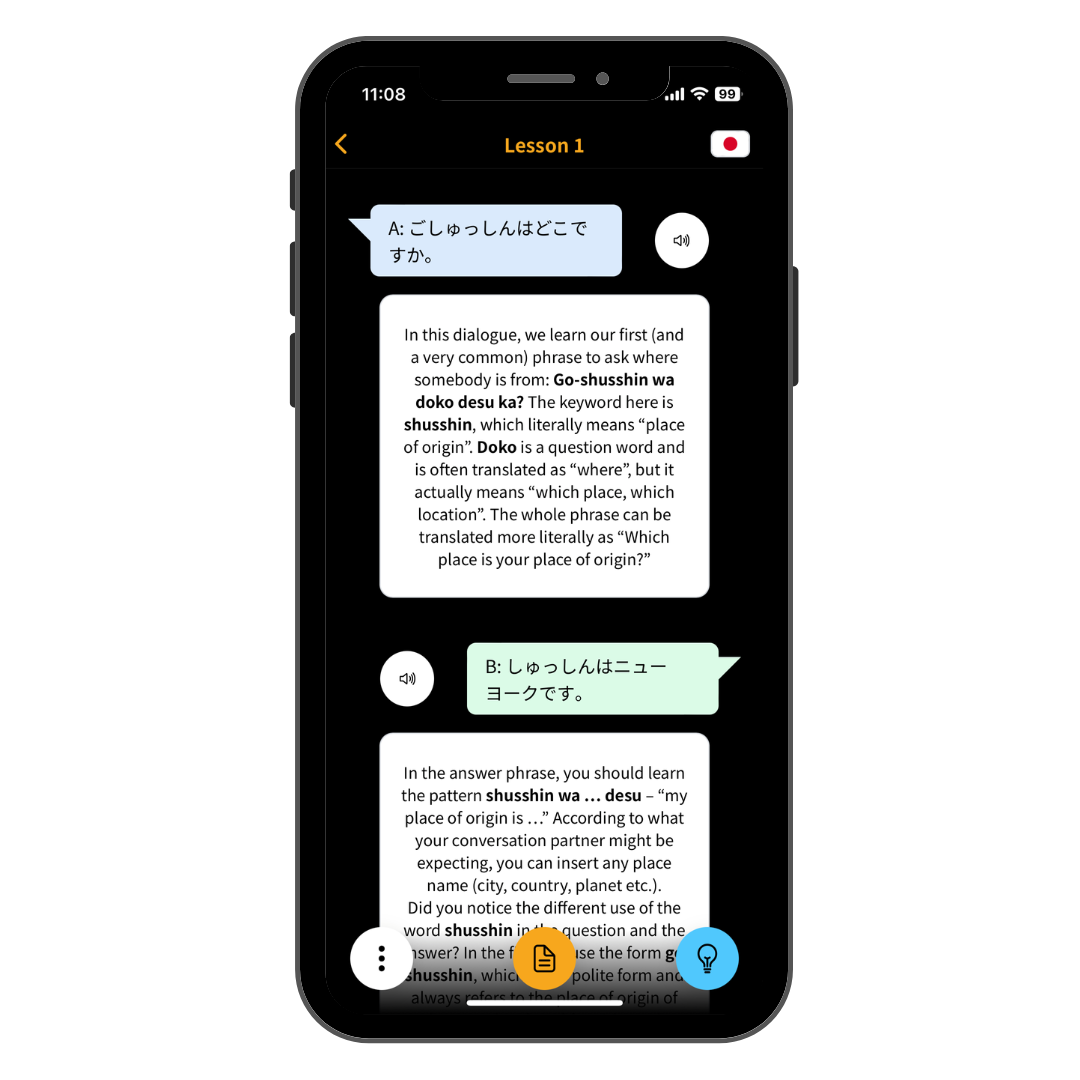 11:08
99
Lesson 1
A: ごしゅっしんはどこで
すか。
In this dialogue, we learn our first (and
a very common) phrase to ask where
somebody is from: Go-shusshin wa
doko desu ka? The keyword here is
shusshin, which literally means “place
of origin”. Doko is a question word and
is often translated as “where”, but it
actually means “which place, which
location”. The whole phrase can be
translated more literally as “Which
place is your place of origin?”
B: しゅっしんはニュー
ヨークです。
In the answer phrase, you should learn
the pattern shusshin wa … desu – “my
place of origin is …” According to what
your conversation partner might be
expecting, you can insert any place
name (city, country, planet etc.).
Did you notice the different use of the
word shusshin in the question and the
nswer? In the f use the form g
shusshin, whic polite form and
always refers to the place of origin of